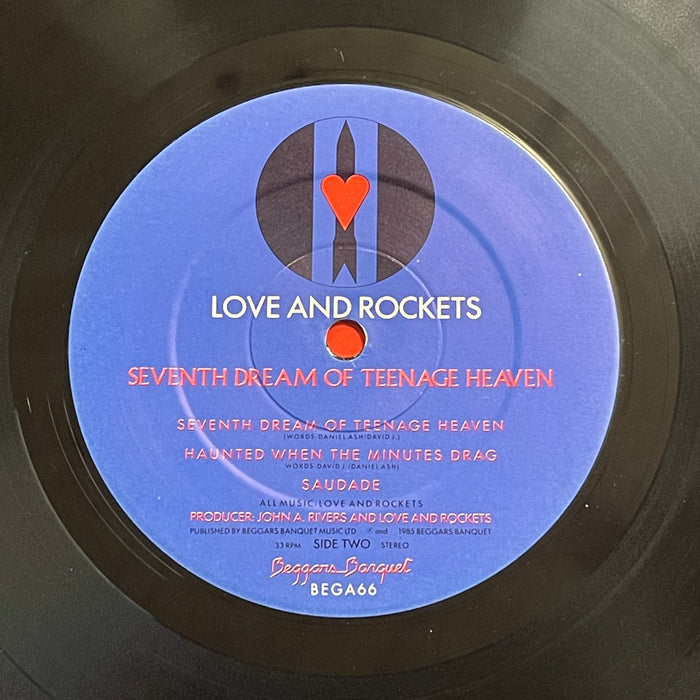 LOVE AND ROCKETS
SEVENTH DREAM OF TEENAGE HEAVEN
SEVENTH DREAM OF TEENAGE HEAVEN
(WORDS: DANIEL ASH/DAVID J.)
HAUNTED WHEN THE MINUTES DRAG
WORDS: DAVID J. (DANIEL ASH)
SAUDADE
ALL MUSIC: LOVE AND ROCKETS
PRODUCER: JOHN A. RIVERS AND LOVE AND ROCKETS
PUBLISHED BY BEGGARS BANQUET MUSIC LTD · ℗ and 1985 BEGGARS BANQUET
33 RPM SIDE TWO STEREO
Beggars Banquet
BEGA66